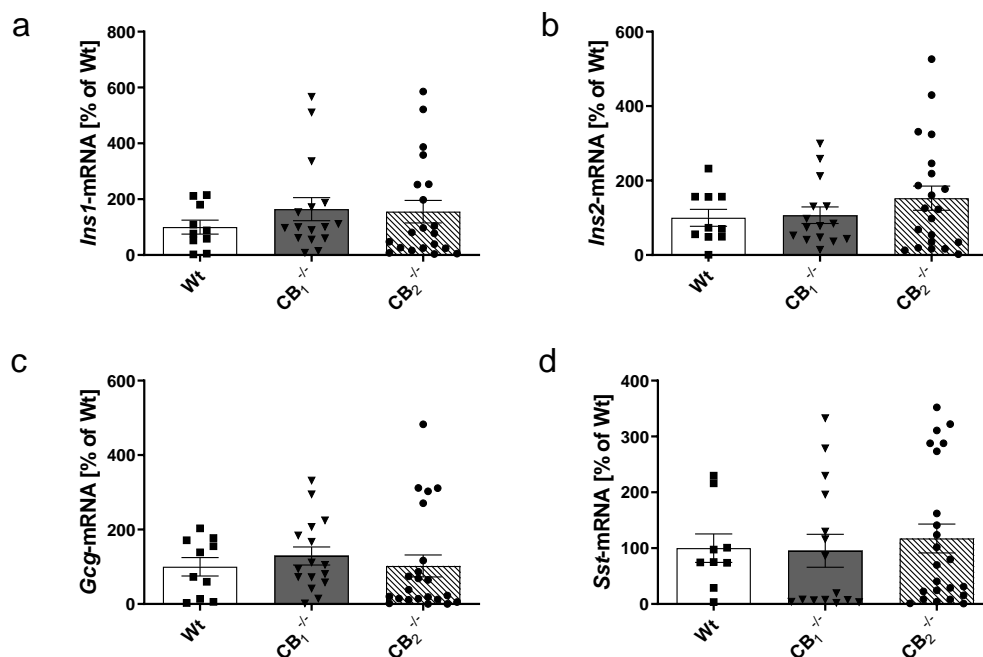 a
Ins1-mRNA [% of Wt]
800
600
400
200
0
Wt
CB₁⁻/⁻
CB₂⁻/⁻
b
Ins2-mRNA [% of Wt]
600
400
200
0
Wt
CB₁⁻/⁻
CB₂⁻/⁻
c
Gcg-mRNA [% of Wt]
600
400
200
0
Wt
CB₁⁻/⁻
CB₂⁻/⁻
d
Sst-mRNA [% of Wt]
400
300
200
100
0
Wt
CB₁⁻/⁻
CB₂⁻/⁻